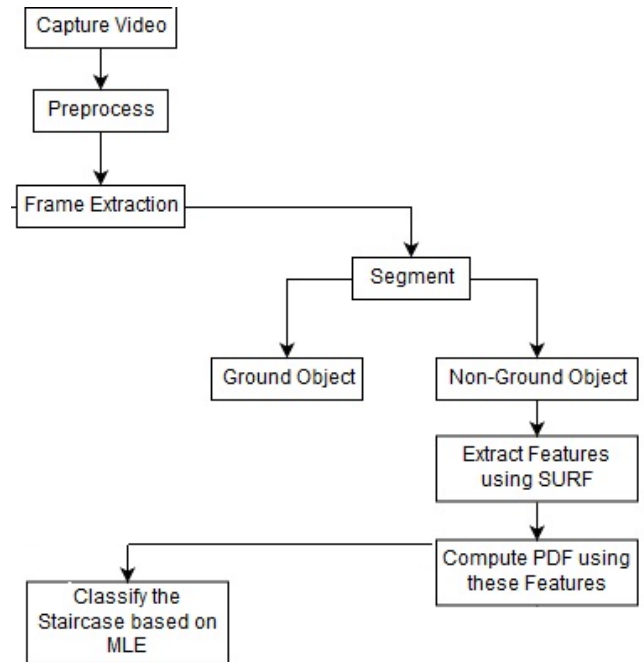 Capture Video
Preprocess
Frame Extraction
Segment
Ground Object
Non-Ground Object
Extract Features
using SURF
Compute PDF using
these Features
Classify the
Staircase based on
MLE